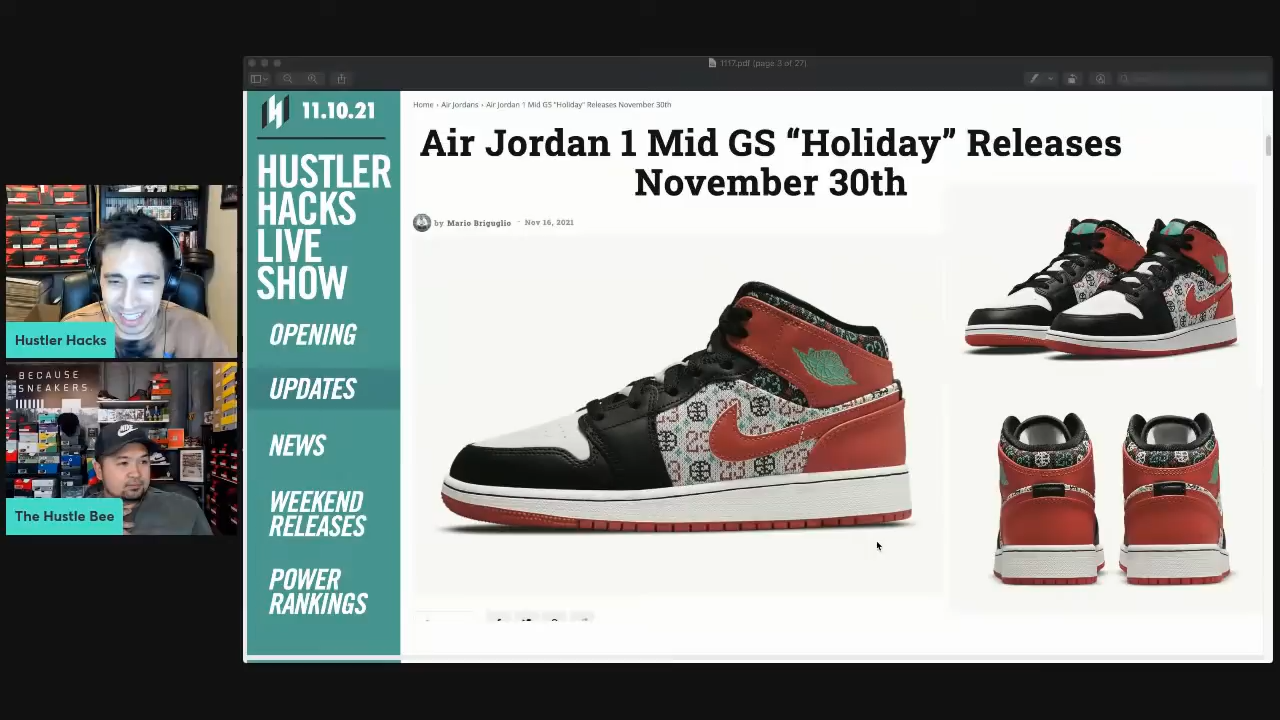 1117.pdf (page 3 of 27)
11.10.21
HUSTLER
HACKS
LIVE
SHOW
OPENING
UPDATES
NEWS
WEEKEND
RELEASES
POWER
RANKINGS
Home › Air Jordans › Air Jordan 1 Mid GS "Holiday" Releases November 30th
Air Jordan 1 Mid GS “Holiday” Releases
November 30th
by Mario Briguglio - Nov 16, 2021
Hustler Hacks
BECAUSE
SNEAKERS.
The Hustle Bee